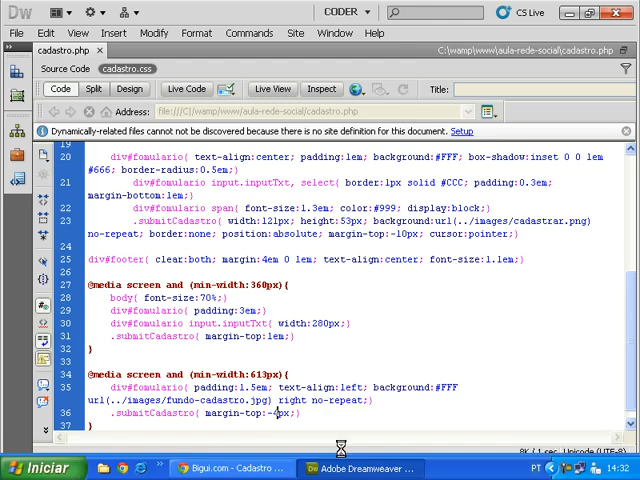 Dw CODER CS Live
File Edit View Insert Modify Format Commands Site Window Help
cadastro.php C:\wamp\www\aula-rede-social\cadastro.php
Source Code cadastro.css
Code Split Design Live Code Live View Inspect Title:
Address: file:///C|/wamp/www/aula-rede-social/cadastro.php
Dynamically-related files cannot not be discovered because there is no site definition for this document. Setup
19
20 div#fomulario{ text-align:center; padding:1em; background:#FFF; box-shadow:inset 0 0 1em
#666; border-radius:0.5em;}
21 div#fomulario input.inputTxt, select{ border:1px solid #CCC; padding:0.3em;
margin-bottom:1em;}
22 div#fomulario span{ font-size:1.3em; color:#999; display:block;}
23 .submitCadastro{ width:121px; height:53px; background:url(../images/cadastrar.png)
no-repeat; border:none; position:absolute; margin-top:-10px; cursor:pointer;}
24
25 div#footer{ clear:both; margin:4em 0 1em; text-align:center; font-size:1.1em;}
26
27 @media screen and (min-width:360px){
28 body{ font-size:70%;}
29 div#fomulario{ padding:3em;}
30 div#fomulario input.inputTxt{ width:280px;}
31 .submitCadastro{ margin-top:1em;}
32 }
33
34 @media screen and (min-width:613px){
35 div#fomulario{ padding:1.5em; text-align:left; background:#FFF
url(../images/fundo-cadastro.jpg) right no-repeat;}
36 .submitCadastro{ margin-top:-4px;}
37 }
8K 1 sec Unicode (UTF-8)
Iniciar Bigui.com - Cadastro ... Adobe Dreamweaver ... PT 14:32